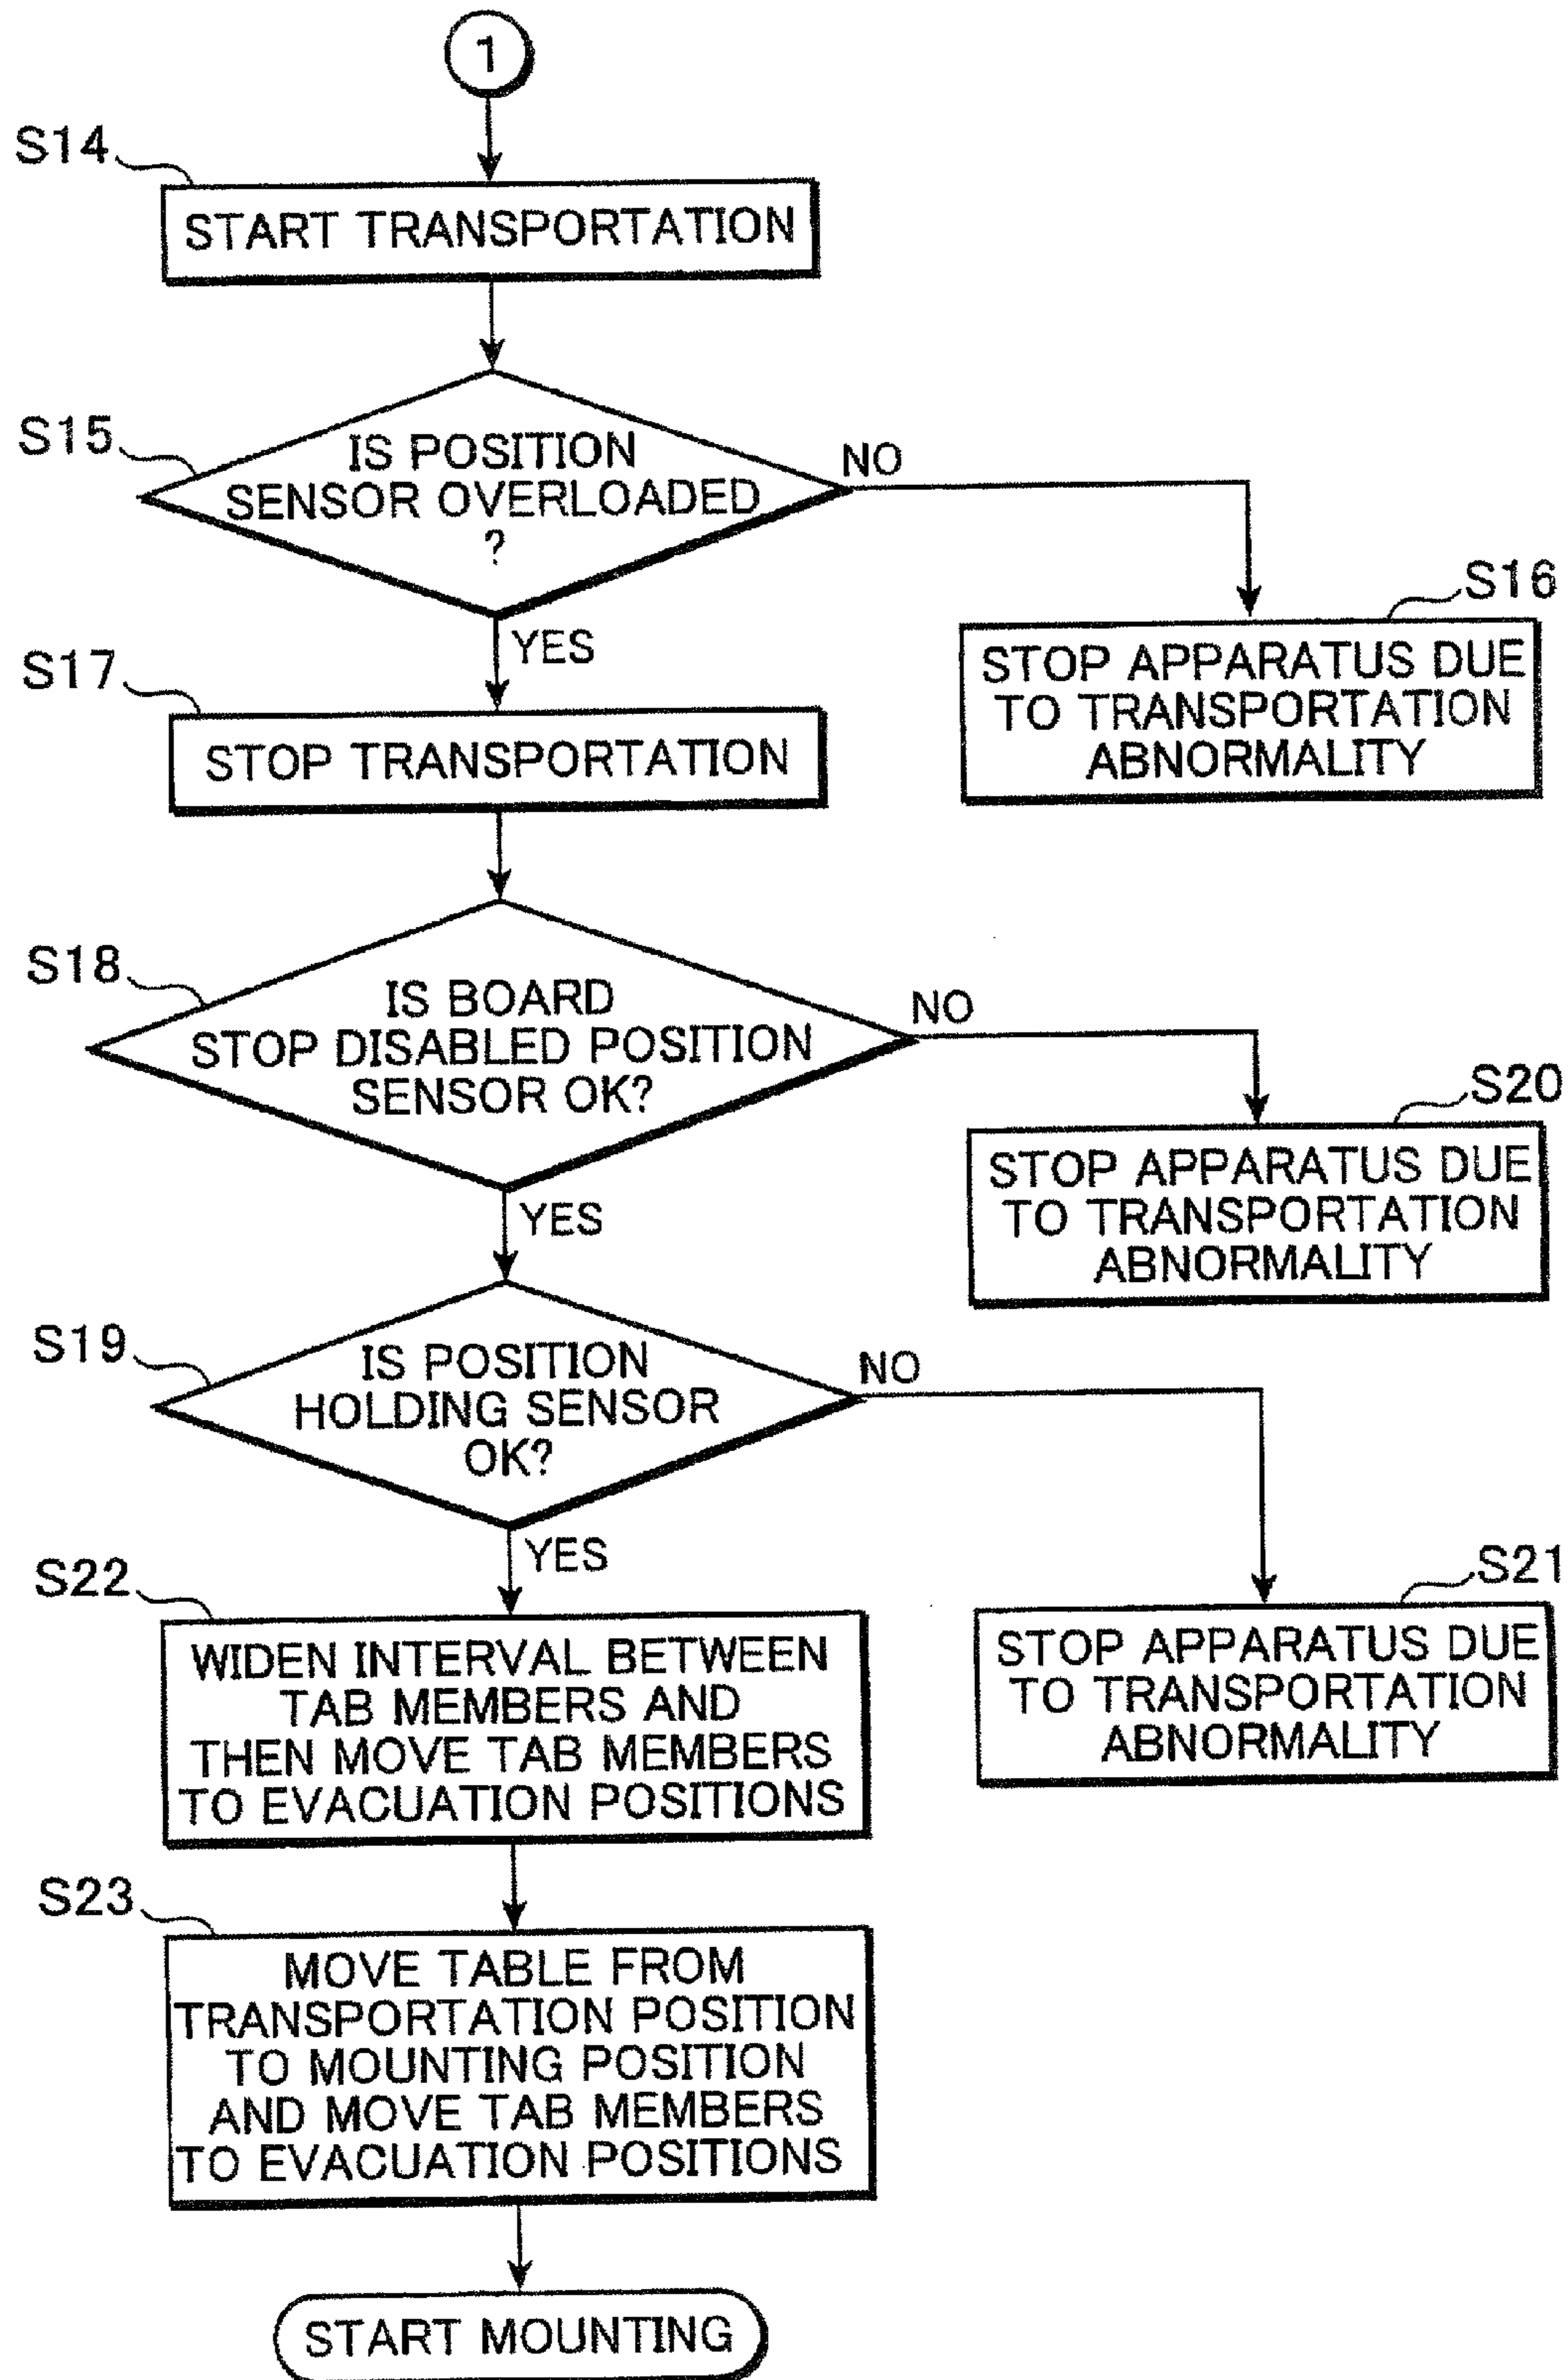 1
S14
START TRANSPORTATION
S15
IS POSITION
SENSOR OVERLOADED
?
NO
YES
S16
STOP APPARATUS DUE
TO TRANSPORTATION
ABNORMALITY
S17
STOP TRANSPORTATION
S18
IS BOARD
STOP DISABLED POSITION
SENSOR OK?
NO
YES
S20
STOP APPARATUS DUE
TO TRANSPORTATION
ABNORMALITY
S19
IS POSITION
HOLDING SENSOR
OK?
NO
YES
S21
STOP APPARATUS DUE
TO TRANSPORTATION
ABNORMALITY
S22
WIDEN INTERVAL BETWEEN
TAB MEMBERS AND
THEN MOVE TAB MEMBERS
TO EVACUATION POSITIONS
S23
MOVE TABLE FROM
TRANSPORTATION POSITION
TO MOUNTING POSITION
AND MOVE TAB MEMBERS
TO EVACUATION POSITIONS
START MOUNTING